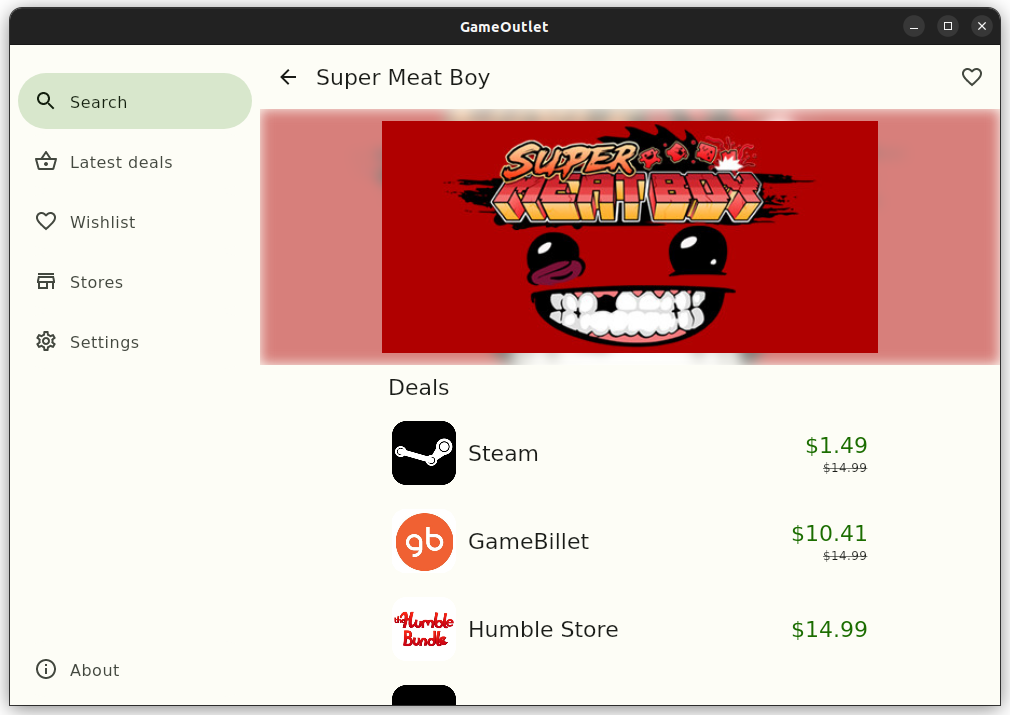 GameOutlet
Search
Latest deals
Wishlist
Stores
Settings
About
Super Meat Boy
SUPER
MEAT BOY
Deals
Steam
$1.49
$14.99
gb
GameBillet
$10.41
$14.99
the Humble
Bundle
Humble Store
$14.99